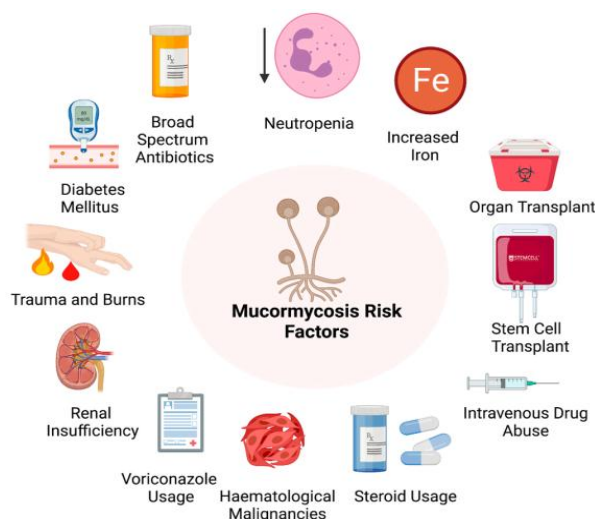 Neutropenia
Fe
Increased
Iron
Organ Transplant
STEMCELL
Stem Cell
Transplant
Intravenous Drug
Abuse
Steroid Usage
Haematological
Malignancies
Voriconazole
Usage
Renal
Insufficiency
Trauma and Burns
Diabetes
Mellitus
Broad
Spectrum
Antibiotics
Mucormycosis Risk
Factors